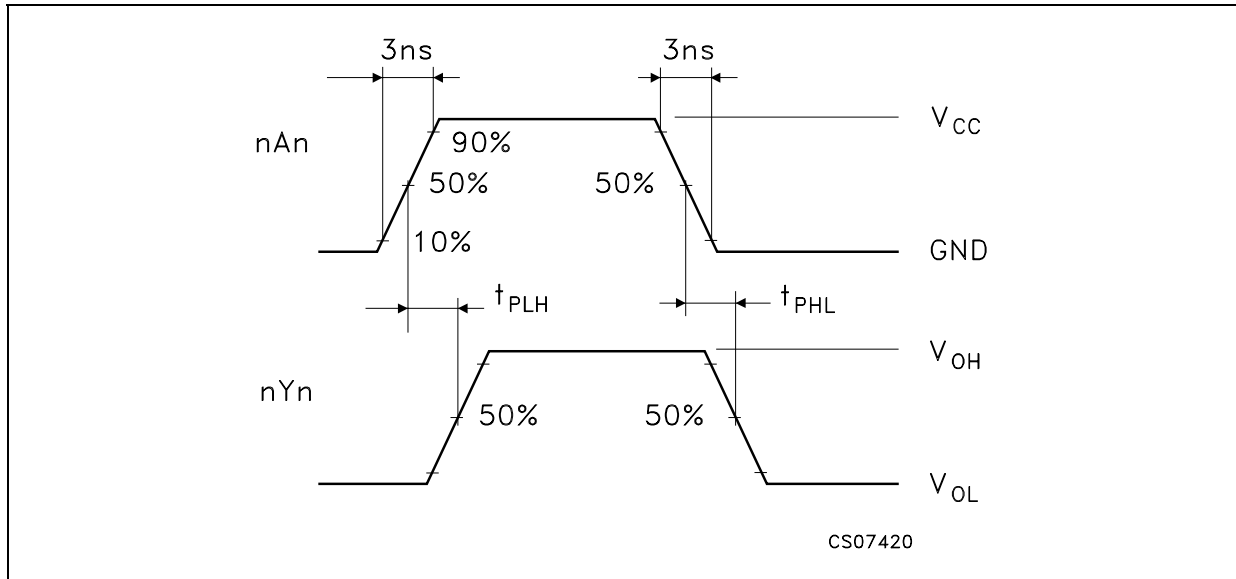 3ns 3ns
nAn
V_CC
90%
50% 50%
10%
GND
t_PLH t_PHL
V_OH
nYn
50% 50%
V_OL
CS07420